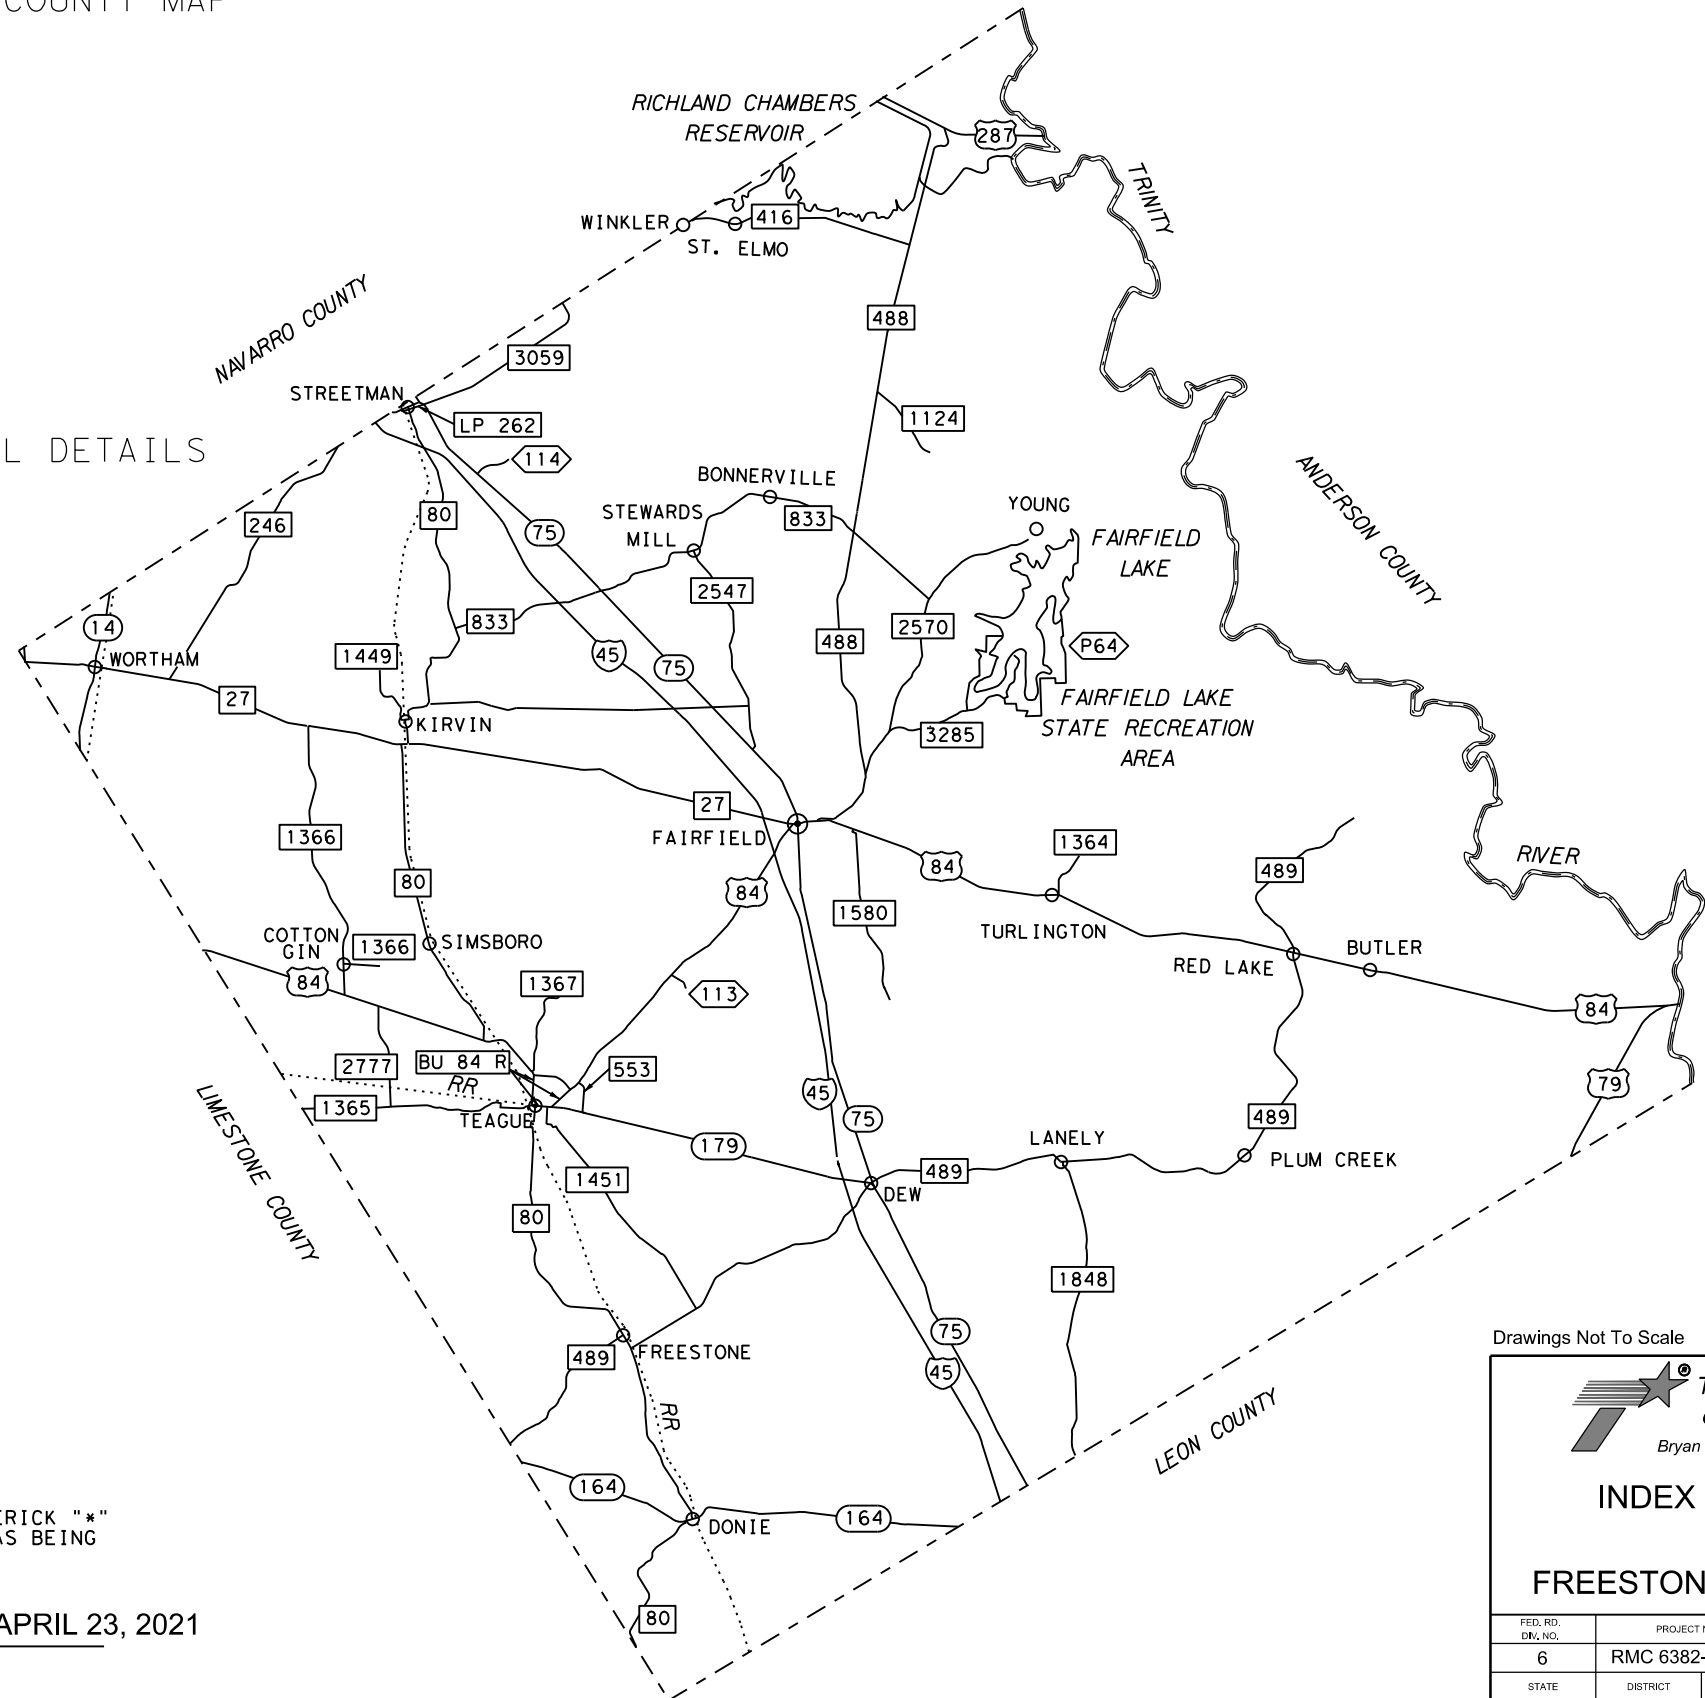 COUNTY MAP
RICHLAND CHAMBERS
RESERVOIR
287
TRINITY
WINKLER
416
ST. ELMO
NAVARRO COUNTY
488
3059
STREETMAN
LP 262
1124
L DETAILS
114
BONNERVILLE
ANDERSON COUNTY
246
80
75
STEWARDS
MILL
833
YOUNG
FAIRFIELD
LAKE
2547
14
833
2570
WORTHAM
1449
45
75
488
P64
27
KIRVIN
FAIRFIELD LAKE
STATE RECREATION
AREA
3285
27
1366
FAIRFIELD
1364
RIVER
80
84
84
489
1580
COTTON
GIN
1366
SIMSBORO
TURLINGTON
BUTLER
RED LAKE
84
1367
113
84
2777
BU 84 R
553
RR
45
79
1365
TEAGUE
75
489
LIMESTONE COUNTY
179
LANELY
PLUM CREEK
1451
489
DEW
80
1848
75
489
FREESTONE
45
Drawings Not To Scale
RR
LEON COUNTY
Bryan
164
INDEX
ERICK "*"
AS BEING
DONIE
164
FREESTON
APRIL 23, 2021
80
FED. RD.
DIV. NO.
PROJECT N
6
RMC 6382-
STATE
DISTRICT